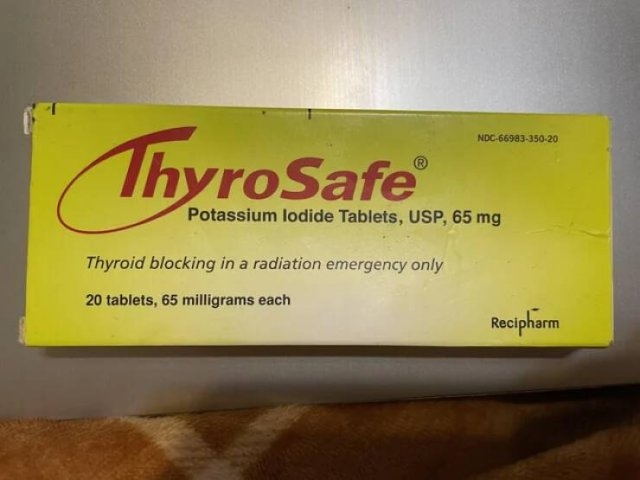 NDC-66983-350-20
ThyroSafe®
Potassium Iodide Tablets, USP, 65 mg
Thyroid blocking in a radiation emergency only
20 tablets, 65 milligrams each
Recipharm